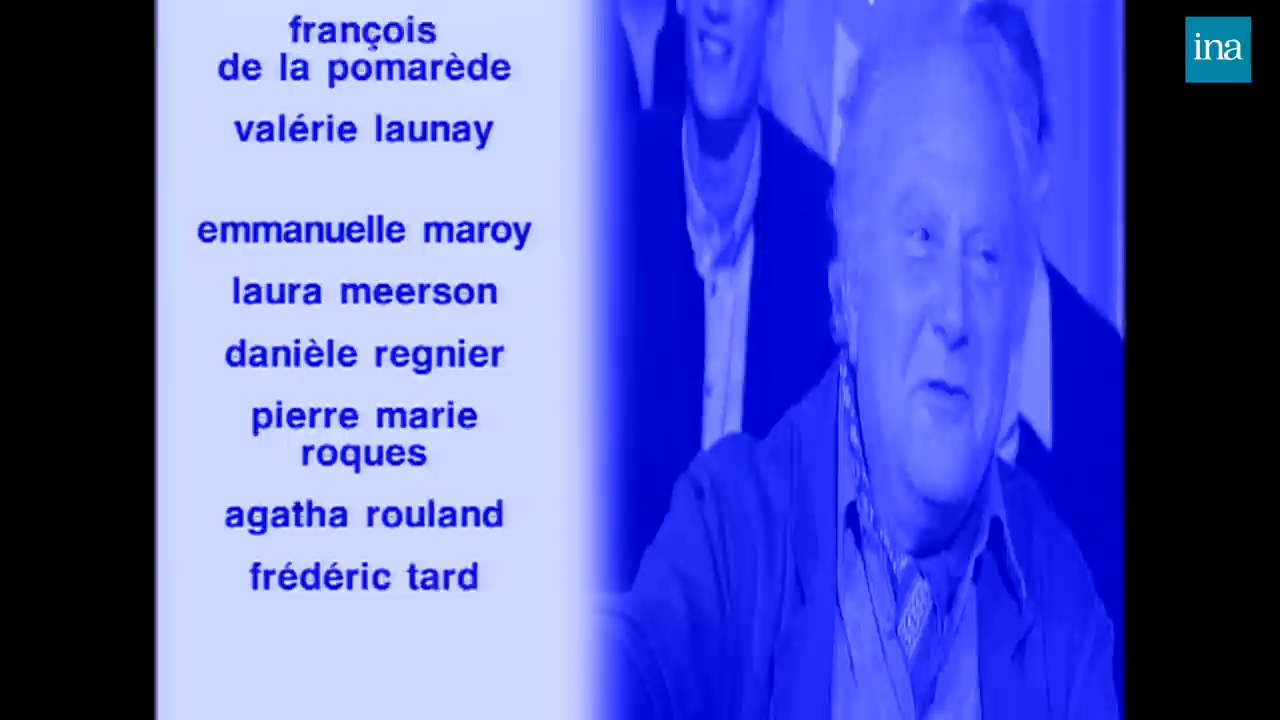 françois
de la pomarède
valérie launay
emmanuelle maroy
laura meerson
danièle regnier
pierre marie
roques
agatha rouland
frédéric tard
ina